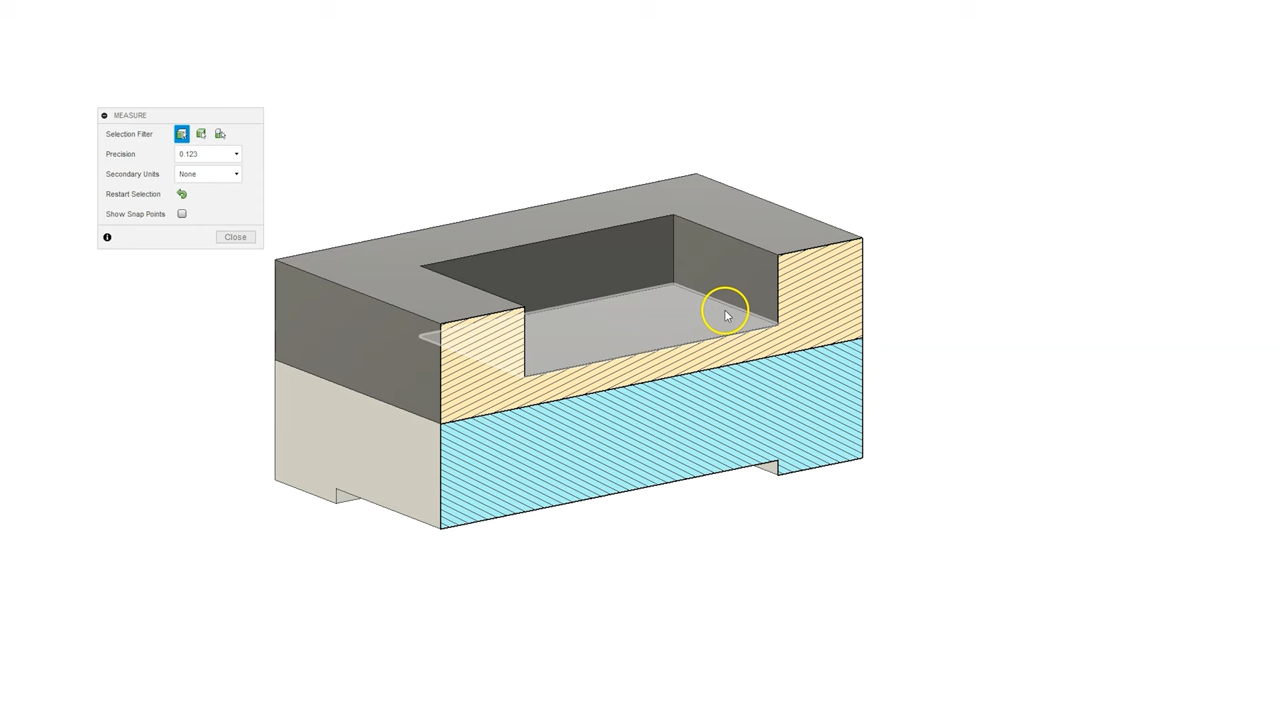 MEASURE
Selection Filter
Precision 0.123
Secondary Units None
Restart Selection
Show Snap Points
Close